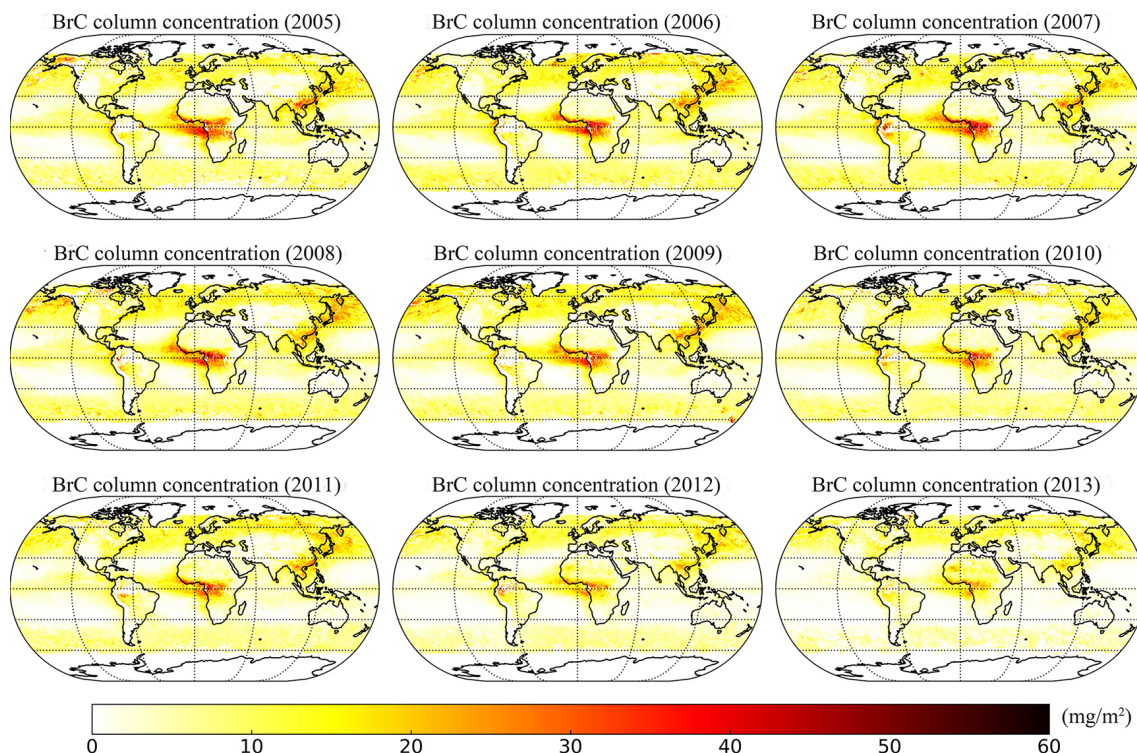 BrC column concentration (2005)
BrC column concentration (2006)
BrC column concentration (2007)
BrC column concentration (2008)
BrC column concentration (2009)
BrC column concentration (2010)
BrC column concentration (2011)
BrC column concentration (2012)
BrC column concentration (2013)
(mg/m²)
0 10 20 30 40 50 60